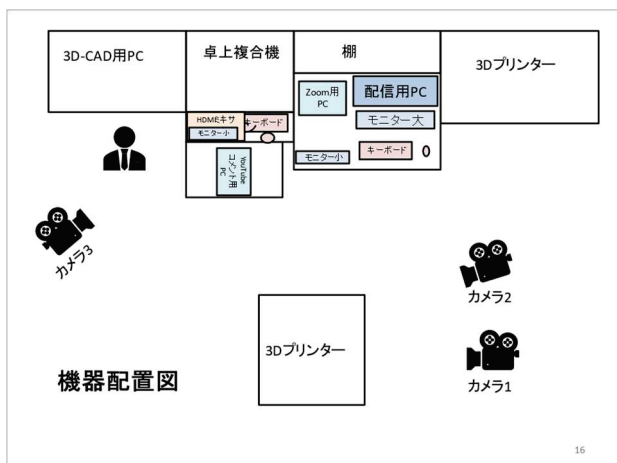 3D-CAD用PC
卓上複合機
棚
3Dプリンター
Zoom用
PC
配信用PC
モニター大
HDMEキサ
キーボード
モニター小
モニター小
キーボード
YouTube
コメント用
PC
カメラ3
カメラ2
3Dプリンター
カメラ1
機器配置図
16